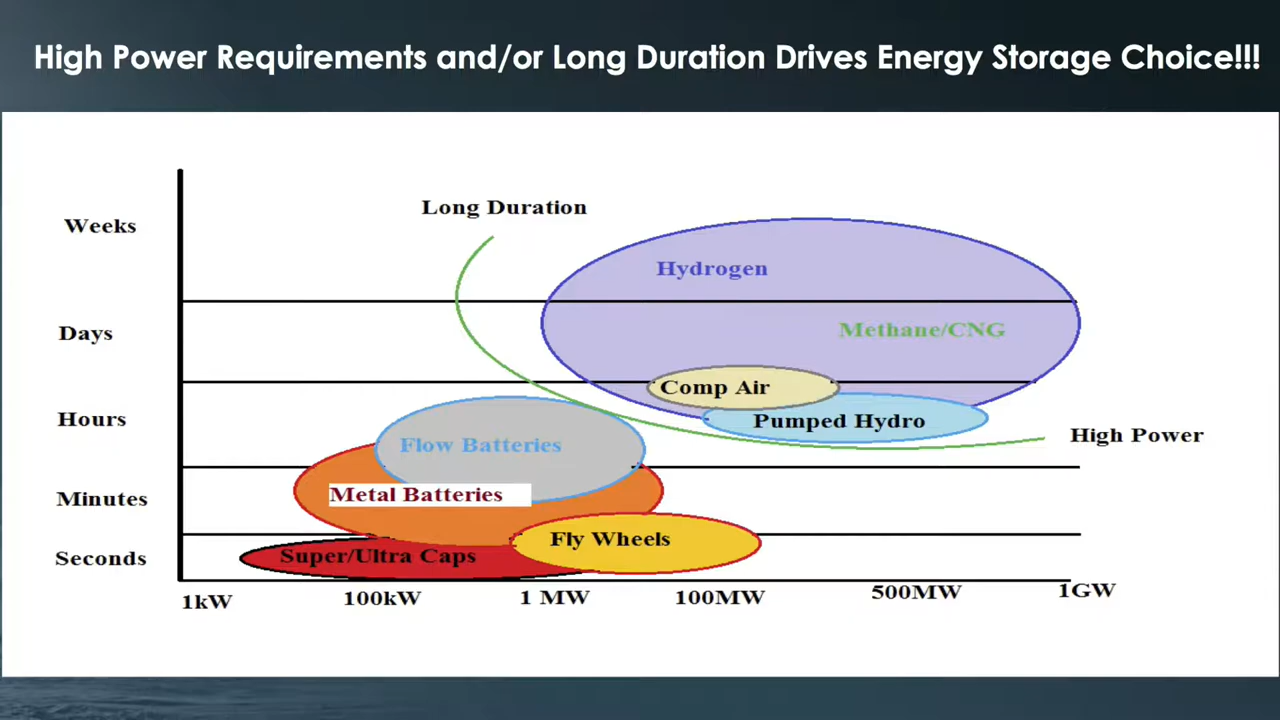 High Power Requirements and/or Long Duration Drives Energy Storage Choice!!!
Long Duration
Weeks
Hydrogen
Days
Methane/CNG
Comp Air
Hours
Pumped Hydro
High Power
Flow Batteries
Minutes
Metal Batteries
Fly Wheels
Seconds
Super/Ultra Caps
1kW
100kW
1 MW
100MW
500MW
1GW